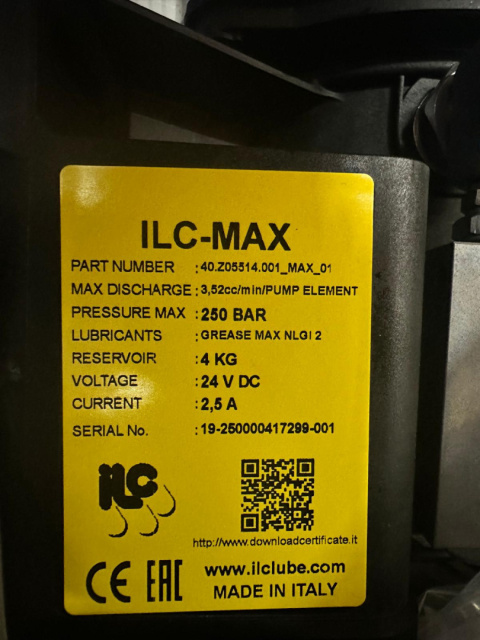 ILC-MAX
PART NUMBER : 40.Z05514.001_MAX_01
MAX DISCHARGE : 3,52cc/min/PUMP ELEMENT
PRESSURE MAX : 250 BAR
LUBRICANTS : GREASE MAX NLGI 2
RESERVOIR : 4 KG
VOLTAGE : 24 V DC
CURRENT : 2,5 A
SERIAL No. : 19-250000417299-001
ILC
http://www.downloadcertificate.it
CE EAC www.ilclube.com
MADE IN ITALY